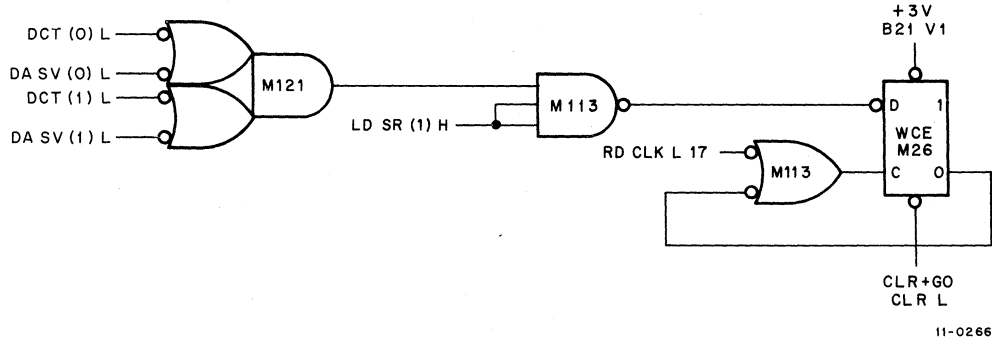 +3V
B21 V1
DCT (0) L
DA SV (0) L
DCT (1) L
DA SV (1) L
M121
M113
LD SR (1) H
D 1
WCE
M26
C 0
RD CLK L 17
M113
CLR+GO
CLR L
11-0266